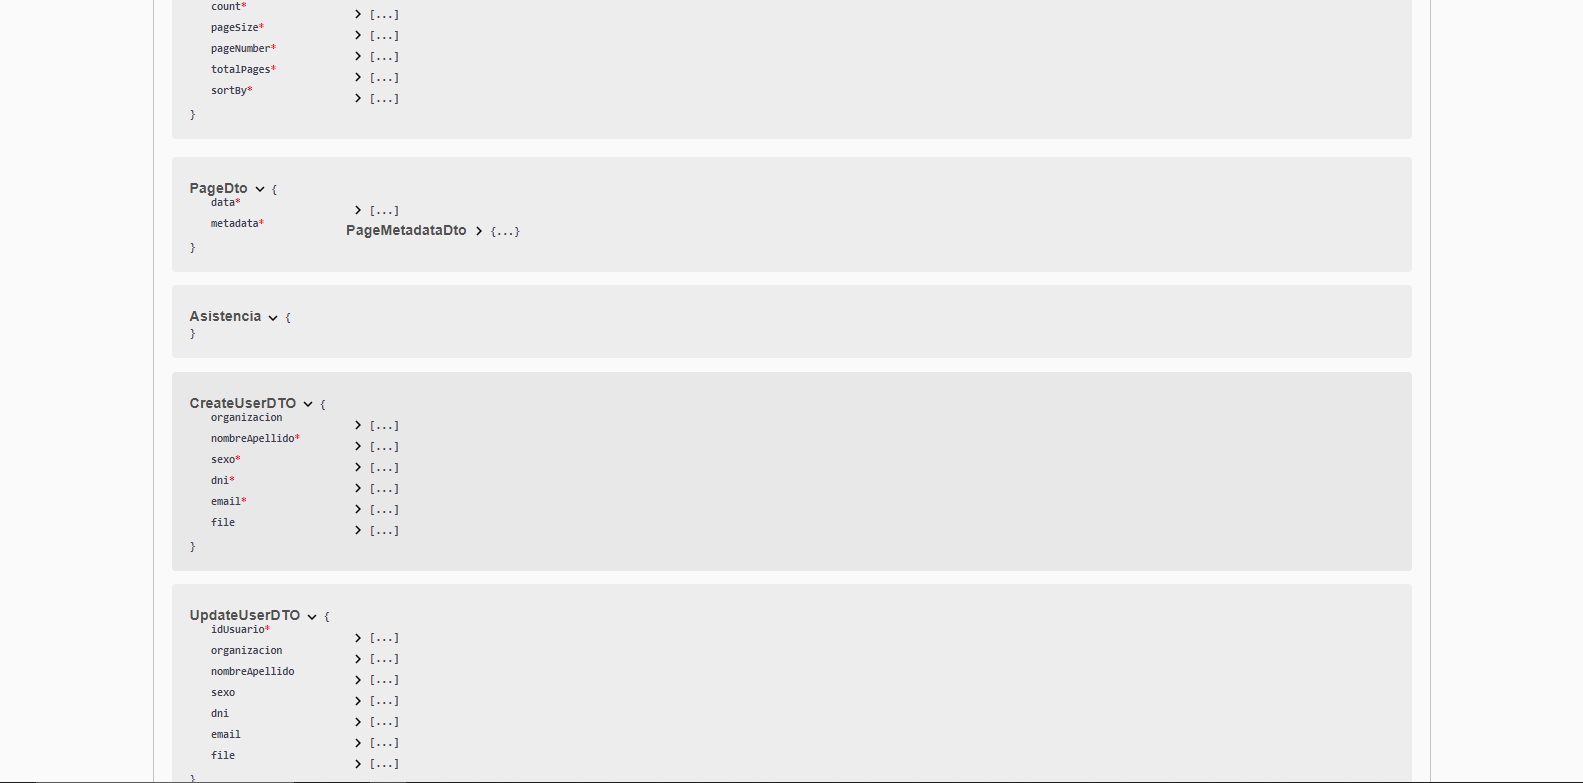 count* > [...]
pageSize* > [...]
pageNumber* > [...]
totalPages* > [...]
sortBy* > [...]
}
PageDto {
data* > [...]
metadata* PageMetadataDto > {...}
}
Asistencia {
}
CreateUserDTO {
organizacion > [...]
nombreApellido* > [...]
sexo* > [...]
dni* > [...]
email* > [...]
file > [...]
}
UpdateUserDTO {
idUsuario* > [...]
organizacion > [...]
nombreApellido > [...]
sexo > [...]
dni > [...]
email > [...]
file > [...]
}